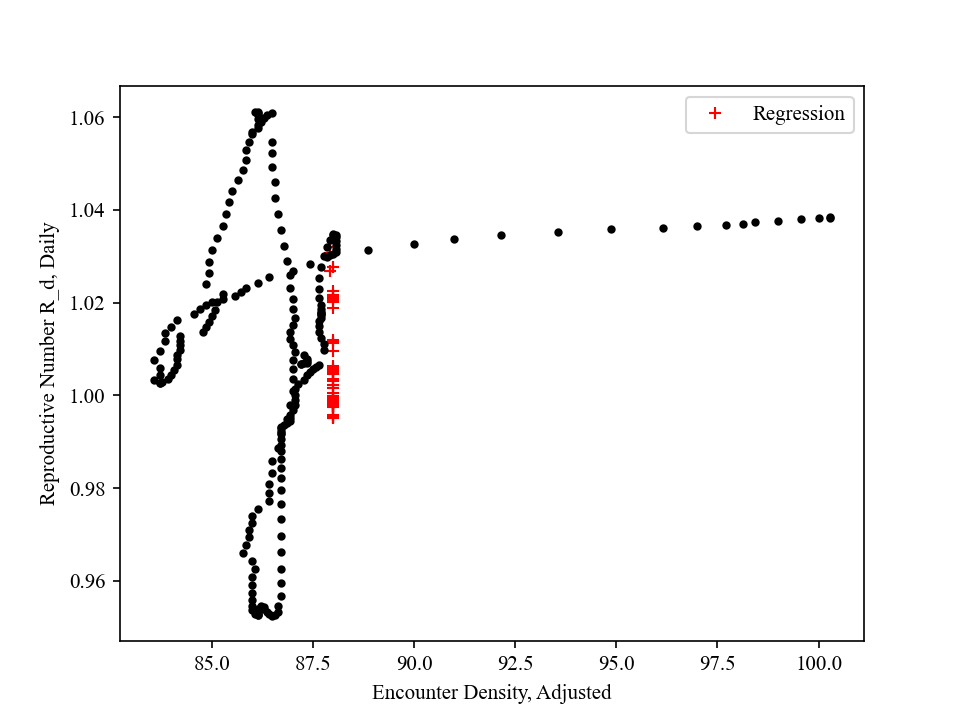 Regression
1.06
1.04
1.02
1.00
0.98
0.96
Reproductive Number R_d, Daily
85.0 87.5 90.0 92.5 95.0 97.5 100.0
Encounter Density, Adjusted